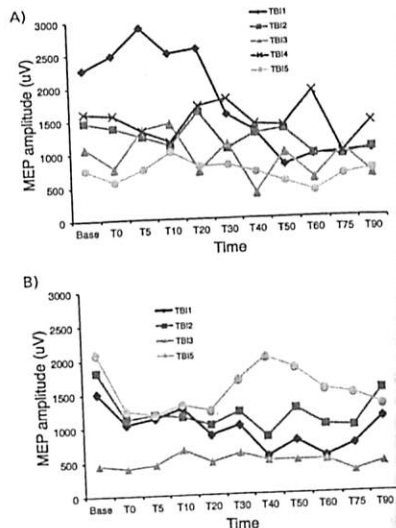 A)
3000
2500
2000
1500
1000
500
0
MEP amplitude (uV)
TBI1
TBI2
TBI3
TBI4
TBI5
Base T0 T5 T10 T20 T30 T40 T50 T60 T75 T90
Time
B)
3000
2500
2000
1500
1000
500
0
MEP amplitude (uV)
TBI1
TBI2
TBI3
TBI5
Base T0 T5 T10 T20 T30 T40 T50 T60 T75 T90
Time